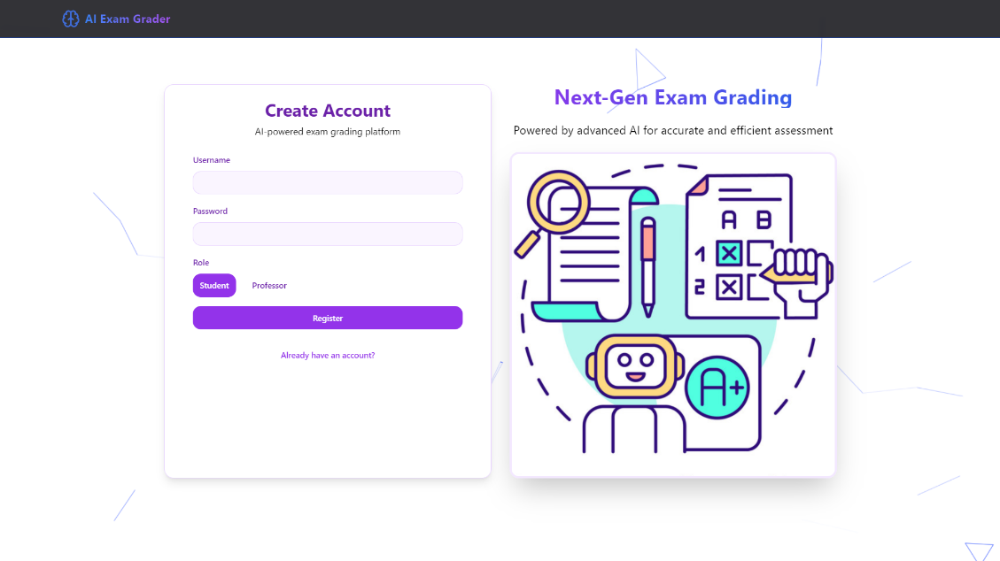 AI Exam Grader
Create Account
AI-powered exam grading platform
Username
Password
Role
Student
Professor
Register
Already have an account?
Next-Gen Exam Grading
Powered by advanced AI for accurate and efficient assessment
A B
1
2
A+